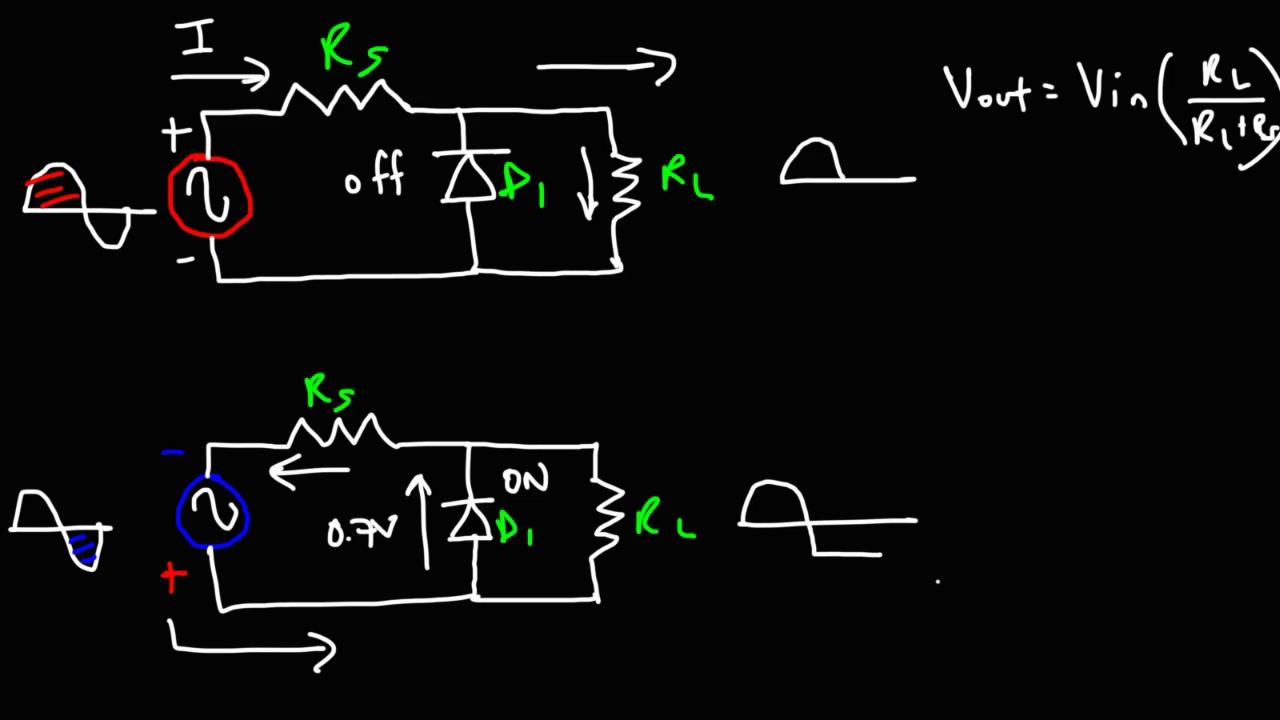 I
Rs
+
off
D1
RL
-
Vout = Vin (RL / RL + Rs)
Rs
-
ON
0.7V
D1
RL
+